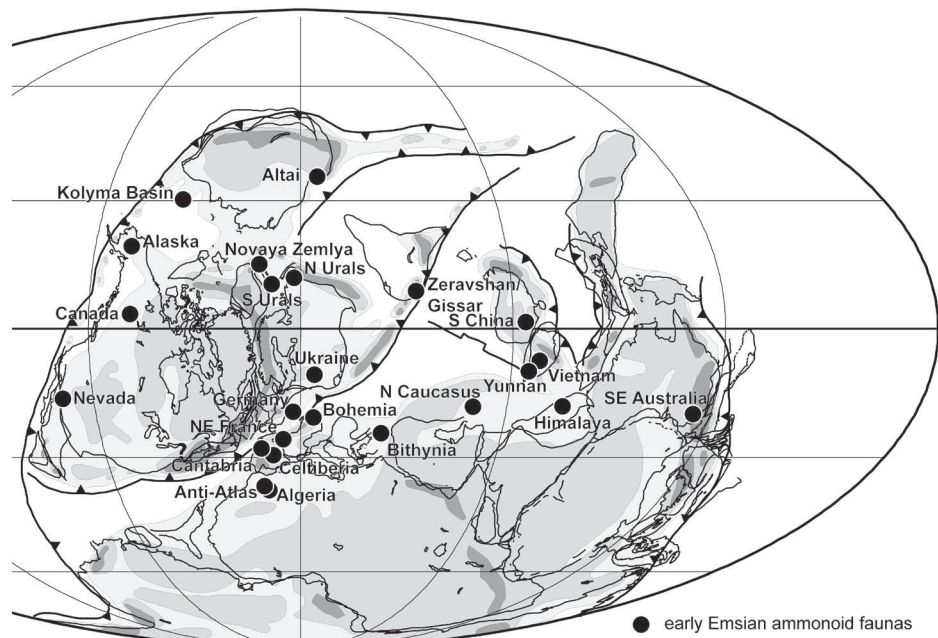 Altai
Kolyma Basin
Alaska
Novaya Zemlya
N Urals
S Urals
Zeravshan/
Gissar
Canada
S China
Ukraine
Vietnam
Yunnan
N Caucasus
Nevada
Germany
Bohemia
SE Australia
Himalaya
NE France
Bithynia
Cantabria
Celtiberia
Anti-Atlas
Algeria
early Emsian ammonoid faunas